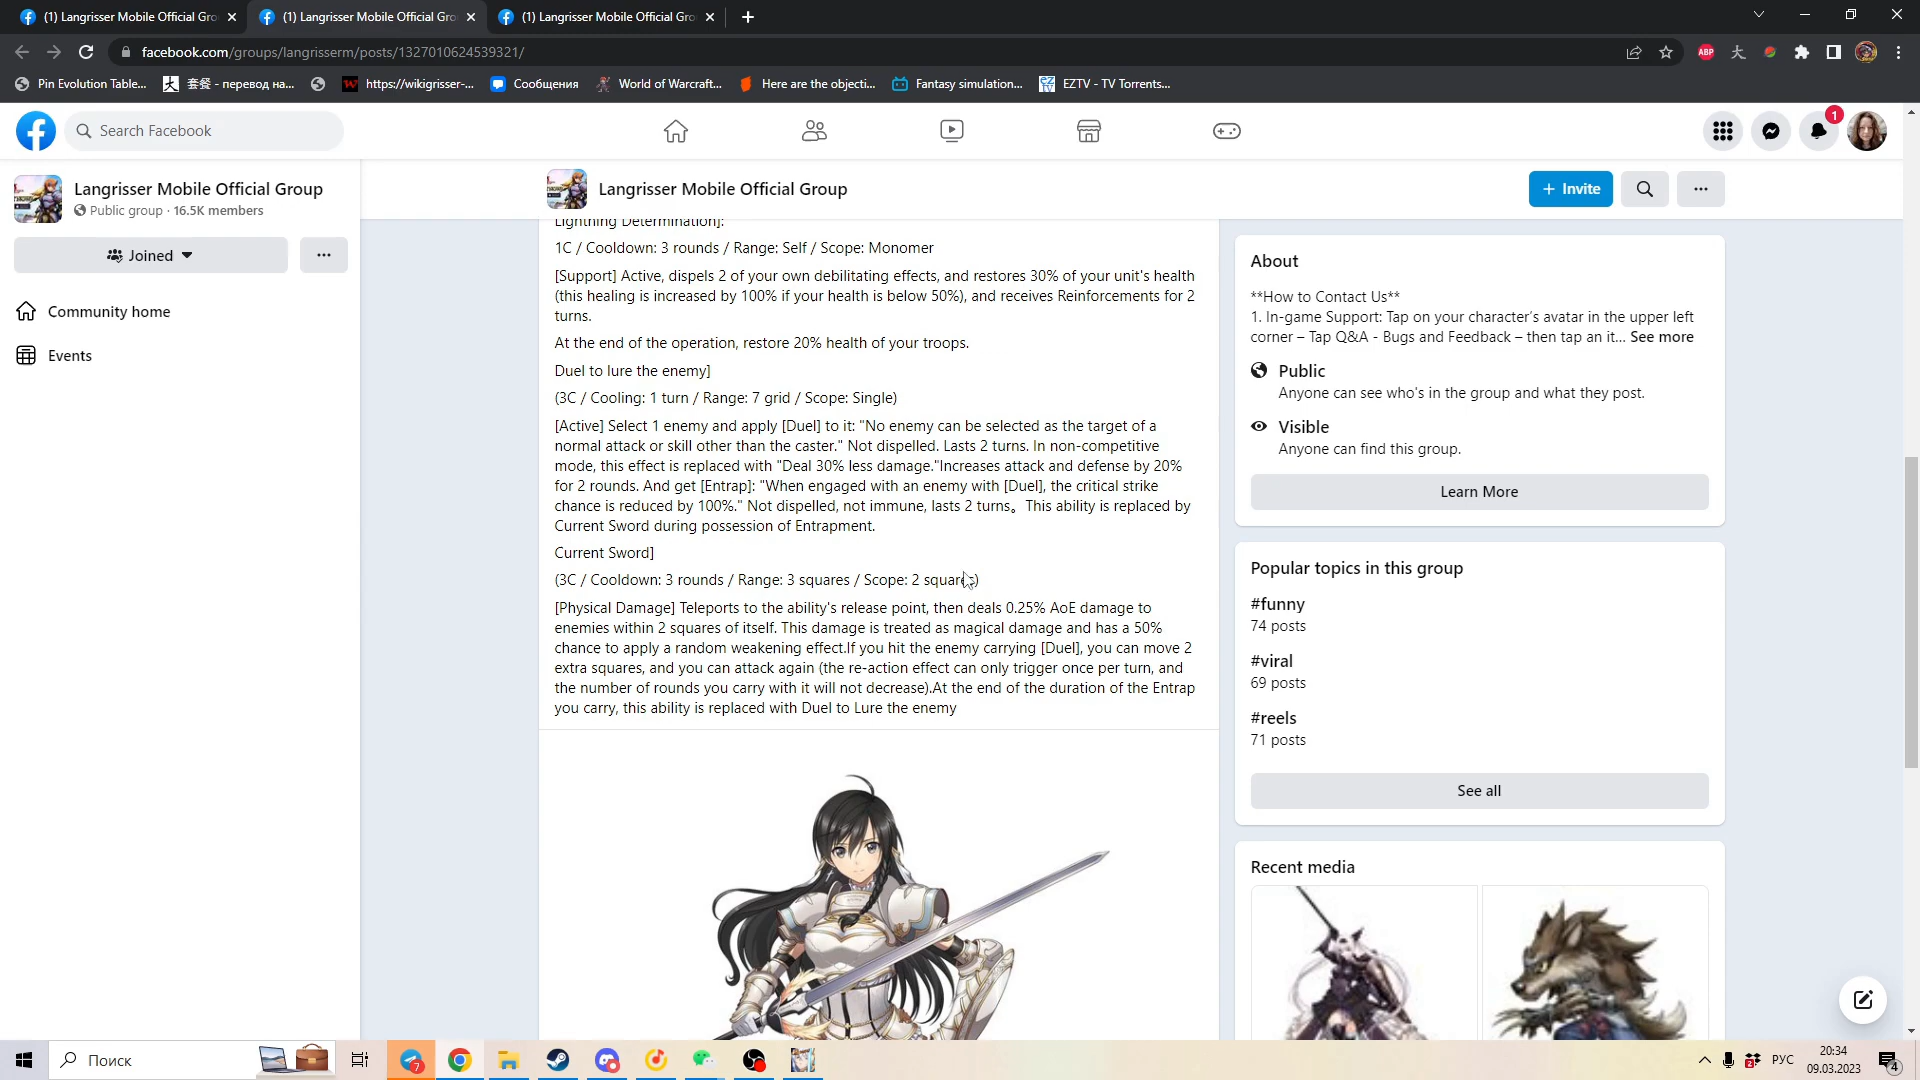 (1) Langrisser Mobile Official Gro
(1) Langrisser Mobile Official Gro
(1) Langrisser Mobile Official Gro
facebook.com/groups/langrisserm/posts/1327010624539321/
ABP
Pin Evolution Table...
套餐 - перевод на...
https://wikigrisser-...
Сообщения
World of Warcraft...
Here are the objecti...
Fantasy simulation...
EZTV - TV Torrents...
Search Facebook
1
Langrisser Mobile Official Group
Public group · 16.5K members
Joined
Community home
Events
Langrisser Mobile Official Group
+ Invite
Lightning Determination]:
1C / Cooldown: 3 rounds / Range: Self / Scope: Monomer
[Support] Active, dispels 2 of your own debilitating effects, and restores 30% of your unit's health
(this healing is increased by 100% if your health is below 50%), and receives Reinforcements for 2
turns.
At the end of the operation, restore 20% health of your troops.
Duel to lure the enemy]
(3C / Cooling: 1 turn / Range: 7 grid / Scope: Single)
[Active] Select 1 enemy and apply [Duel] to it: "No enemy can be selected as the target of a
normal attack or skill other than the caster." Not dispelled. Lasts 2 turns. In non-competitive
mode, this effect is replaced with "Deal 30% less damage."Increases attack and defense by 20%
for 2 rounds. And get [Entrap]: "When engaged with an enemy with [Duel], the critical strike
chance is reduced by 100%." Not dispelled, not immune, lasts 2 turns。This ability is replaced by
Current Sword during possession of Entrapment.
Current Sword]
(3C / Cooldown: 3 rounds / Range: 3 squares / Scope: 2 squares)
[Physical Damage] Teleports to the ability's release point, then deals 0.25% AoE damage to
enemies within 2 squares of itself. This damage is treated as magical damage and has a 50%
chance to apply a random weakening effect.If you hit the enemy carrying [Duel], you can move 2
extra squares, and you can attack again (the re-action effect can only trigger once per turn, and
the number of rounds you carry with it will not decrease).At the end of the duration of the Entrap
you carry, this ability is replaced with Duel to Lure the enemy
About
**How to Contact Us**
1. In-game Support: Tap on your character's avatar in the upper left
corner – Tap Q&A - Bugs and Feedback – then tap an it... See more
Public
Anyone can see who's in the group and what they post.
Visible
Anyone can find this group.
Learn More
Popular topics in this group
#funny
74 posts
#viral
69 posts
#reels
71 posts
See all
Recent media
Поиск
7
2
РУС
20:34
09.03.2023
4